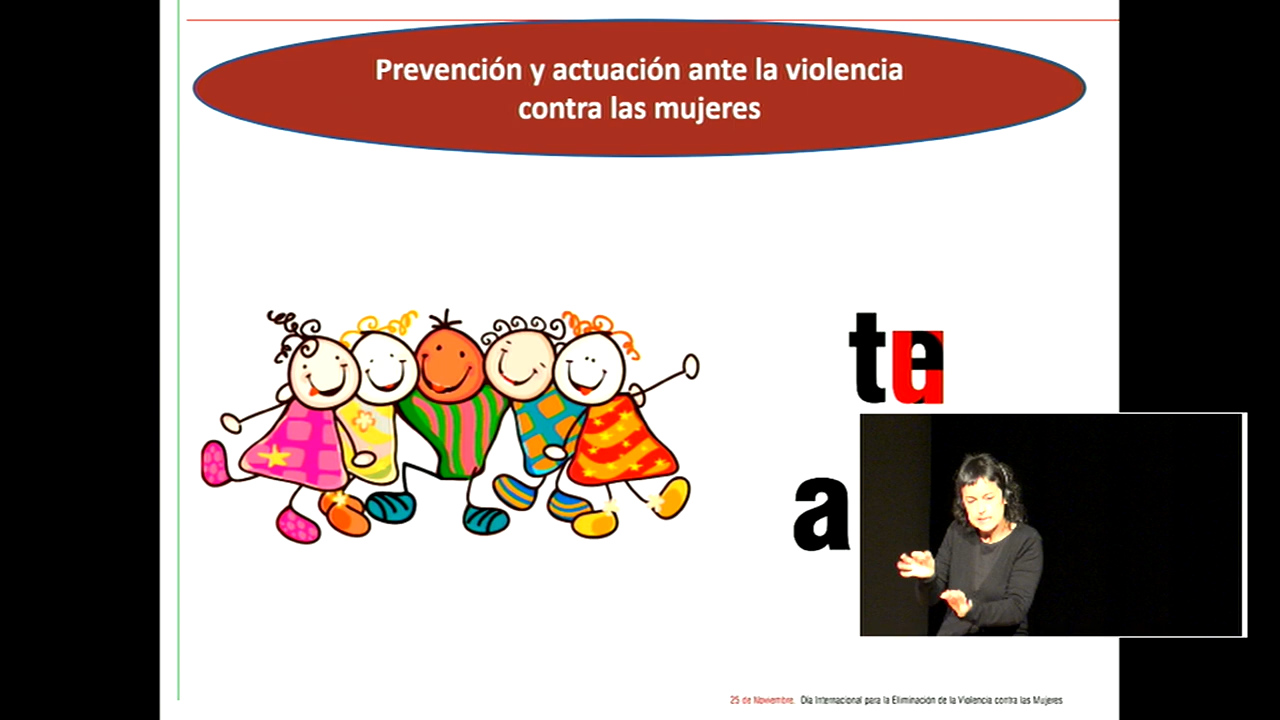 Prevención y actuación ante la violencia
contra las mujeres
a
25 de Noviembre. Día Internacional para la Eliminación de la Violencia contra las Mujeres